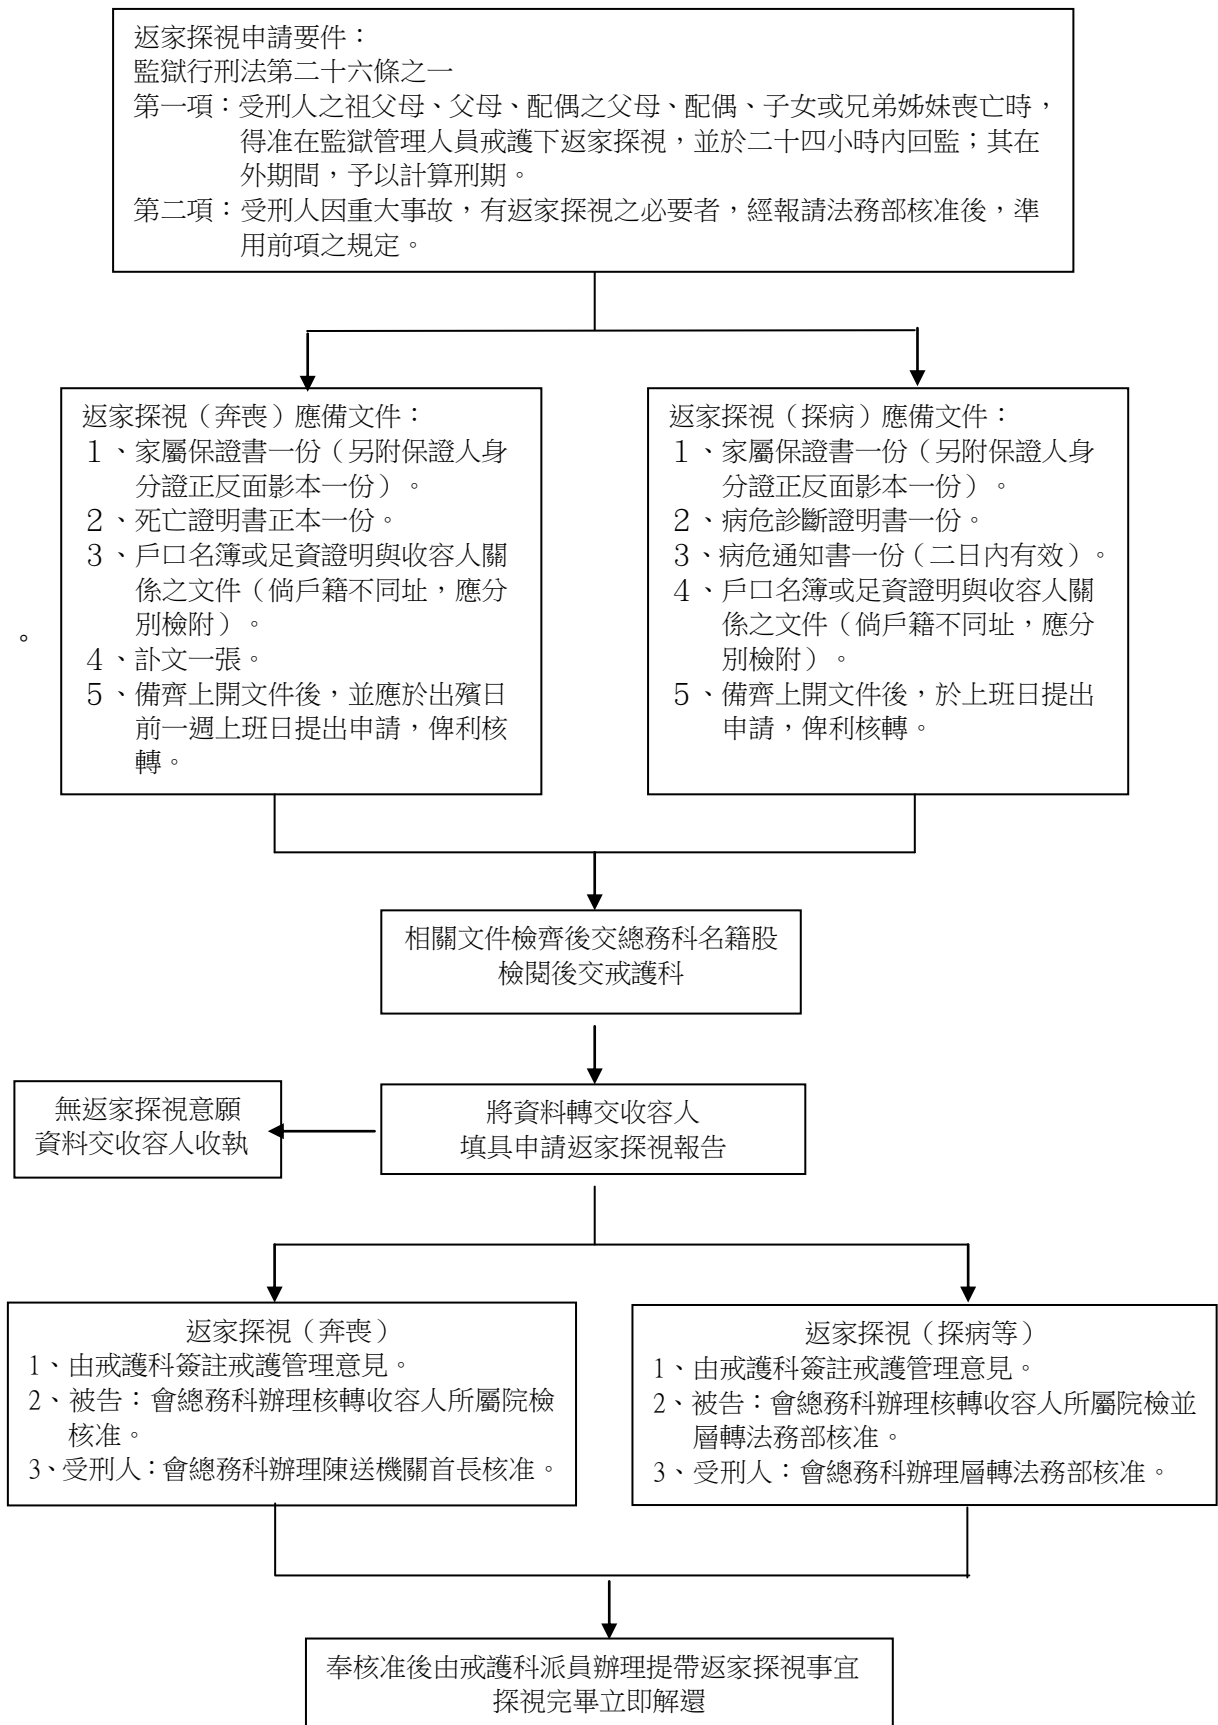 返家探視申請要件：
監獄行刑法第二十六條之一
第一項：受刑人之祖父母、父母、配偶之父母、配偶、子女或兄弟姊妹喪亡時，
得准在監獄管理人員戒護下返家探視，並於二十四小時內回監；其在
外期間，予以計算刑期。
第二項：受刑人因重大事故，有返家探視之必要者，經報請法務部核准後，準
用前項之規定。
返家探視（奔喪）應備文件：
１、家屬保證書一份（另附保證人身
分證正反面影本一份）。
２、死亡證明書正本一份。
３、戶口名簿或足資證明與收容人關
係之文件（倘戶籍不同址，應分
別檢附）。
４、訃文一張。
５、備齊上開文件後，並應於出殯日
前一週上班日提出申請，俾利核
轉。
。
返家探視（探病）應備文件：
１、家屬保證書一份（另附保證人身
分證正反面影本一份）。
２、病危診斷證明書一份。
３、病危通知書一份（二日內有效）。
４、戶口名簿或足資證明與收容人關
係之文件（倘戶籍不同址，應分
別檢附）。
５、備齊上開文件後，於上班日提出
申請，俾利核轉。
相關文件檢齊後交總務科名籍股
檢閱後交戒護科
將資料轉交收容人
填具申請返家探視報告
無返家探視意願
資料交收容人收執
返家探視（奔喪）
1、由戒護科簽註戒護管理意見。
2、被告：會總務科辦理核轉收容人所屬院檢
核准。
3、受刑人：會總務科辦理陳送機關首長核准。
返家探視（探病等）
1、由戒護科簽註戒護管理意見。
2、被告：會總務科辦理核轉收容人所屬院檢並
層轉法務部核准。
3、受刑人：會總務科辦理層轉法務部核准。
奉核准後由戒護科派員辦理提帶返家探視事宜
探視完畢立即解還